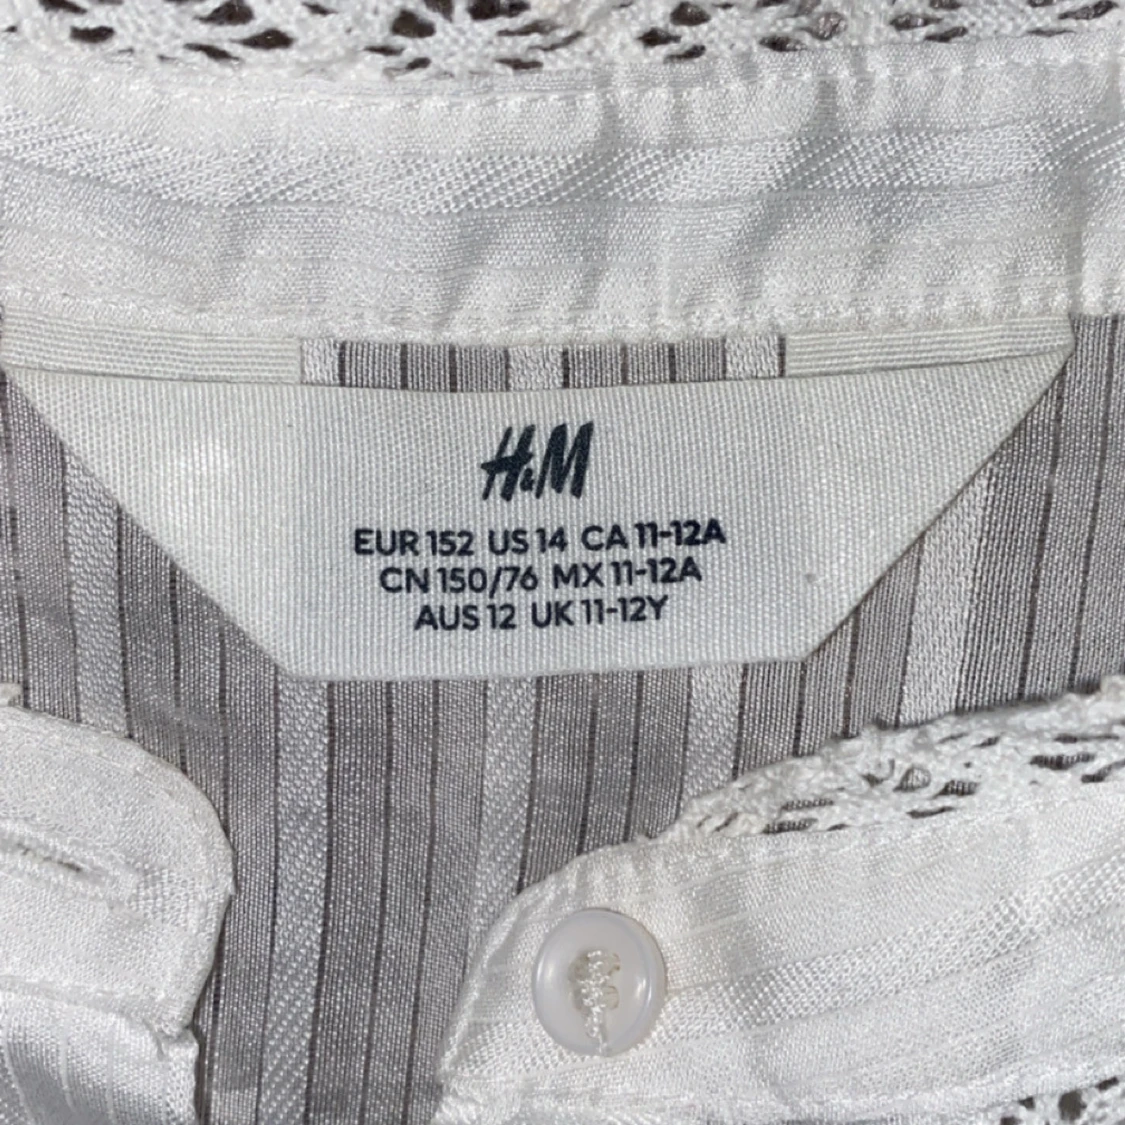 H&M
EUR 152 US 14 CA 11-12A
CN 150/76 MX 11-12A
AUS 12 UK 11-12Y